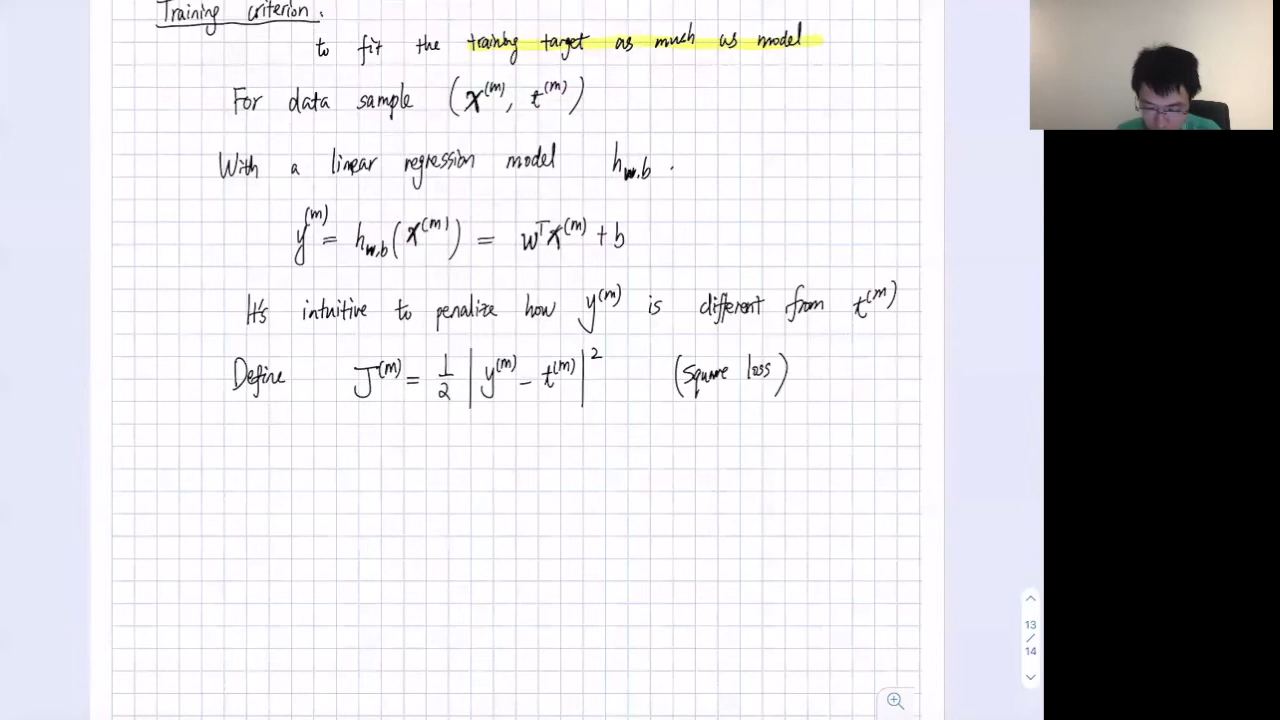 Training criterion.
to fit the training target as much as model
For data sample (x^(m), t^(m))
With a linear regression model h_w,b .
y^(m) = h_w,b(x^(m)) = w^T x^(m) + b
It's intuitive to penalize how y^(m) is different from t^(m)
Define J^(m) = 1/2 | y^(m) - t^(m) |^2 (Square loss)
13
/
14